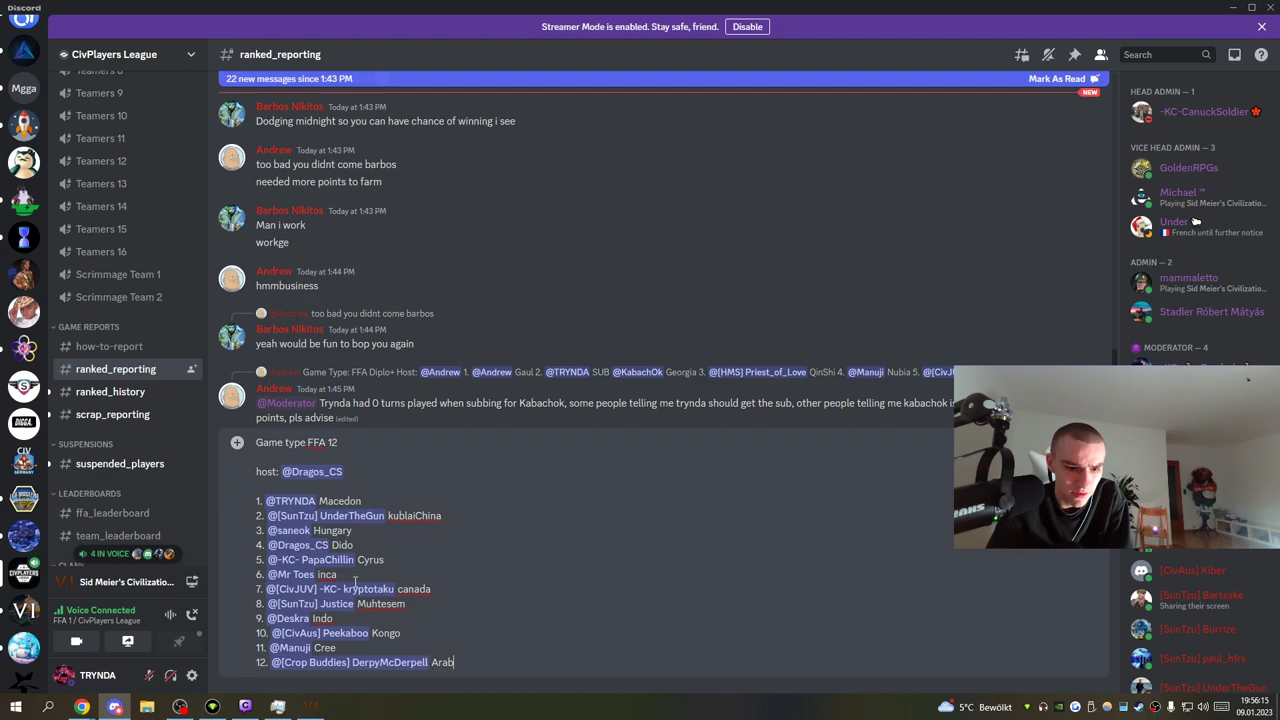 Discord
Streamer Mode is enabled. Stay safe, friend. Disable
CivPlayers League
ranked_reporting
Search
22 new messages since 1:43 PM
Mark As Read
NEW
Mgga
Teamers 8
Teamers 9
Teamers 10
Teamers 11
Teamers 12
Teamers 13
Teamers 14
Teamers 15
Teamers 16
Scrimmage Team 1
Scrimmage Team 2
GAME REPORTS
how-to-report
ranked_reporting
ranked_history
scrap_reporting
SUSPENSIONS
suspended_players
LEADERBOARDS
ffa_leaderboard
team_leaderboard
4 IN VOICE
Sid Meier's Civilization...
Voice Connected
FFA 1 / CivPlayers League
TRYNDA
Barbos Nikitos Today at 1:43 PM
Dodging midnight so you can have chance of winning i see
Andrew Today at 1:43 PM
too bad you didnt come barbos
needed more points to farm
Barbos Nikitos Today at 1:43 PM
Man i work
workge
Andrew Today at 1:44 PM
hmmbusiness
@Andrew too bad you didnt come barbos
Barbos Nikitos Today at 1:44 PM
yeah would be fun to bop you again
Andrew Game Type: FFA Diplo+ Host: @Andrew 1. @Andrew Gaul 2. @TRYNDA SUB @KabachOk Georgia 3. @[HMS] Priest_of_Love QinShi 4. @Manuji Nubia 5. @[CivJU
Andrew Today at 1:45 PM
@Moderator Trynda had 0 turns played when subbing for Kabachok, some people telling me trynda should get the sub, other people telling me kabachok is
points, pls advise (edited)
Game type FFA 12
host: @Dragos_CS
1. @TRYNDA Macedon
2. @[SunTzu] UnderTheGun kublaiChina
3. @saneok Hungary
4. @Dragos_CS Dido
5. @-KC- PapaChillin Cyrus
6. @Mr Toes inca
7. @[CivJUV] -KC- kryptotaku canada
8. @[SunTzu] Justice Muhtesem
9. @Deskra Indo
10. @[CivAus] Peekaboo Kongo
11. @Manuji Cree
12. @[Crop Buddies] DerpyMcDerpell Arab
HEAD ADMIN — 1
-KC-CanuckSoldier
VICE HEAD ADMIN — 3
GoldenRPGs
Michael ™
Playing Sid Meier's Civilizatio...
Under
French until further notice
ADMIN — 2
mammaletto
Playing Sid Meier's Civilizatio...
Stadler Róbert Mátyás
MODERATOR — 4
[CivAus] Kiber
[SunTzu] Bartsake
Sharing their screen
[SunTzu] Burrize
[SunTzu] paul_h1rs
[SunTzu] UnderTheGun
5°C Bewölkt
19:56:15
09.01.2023